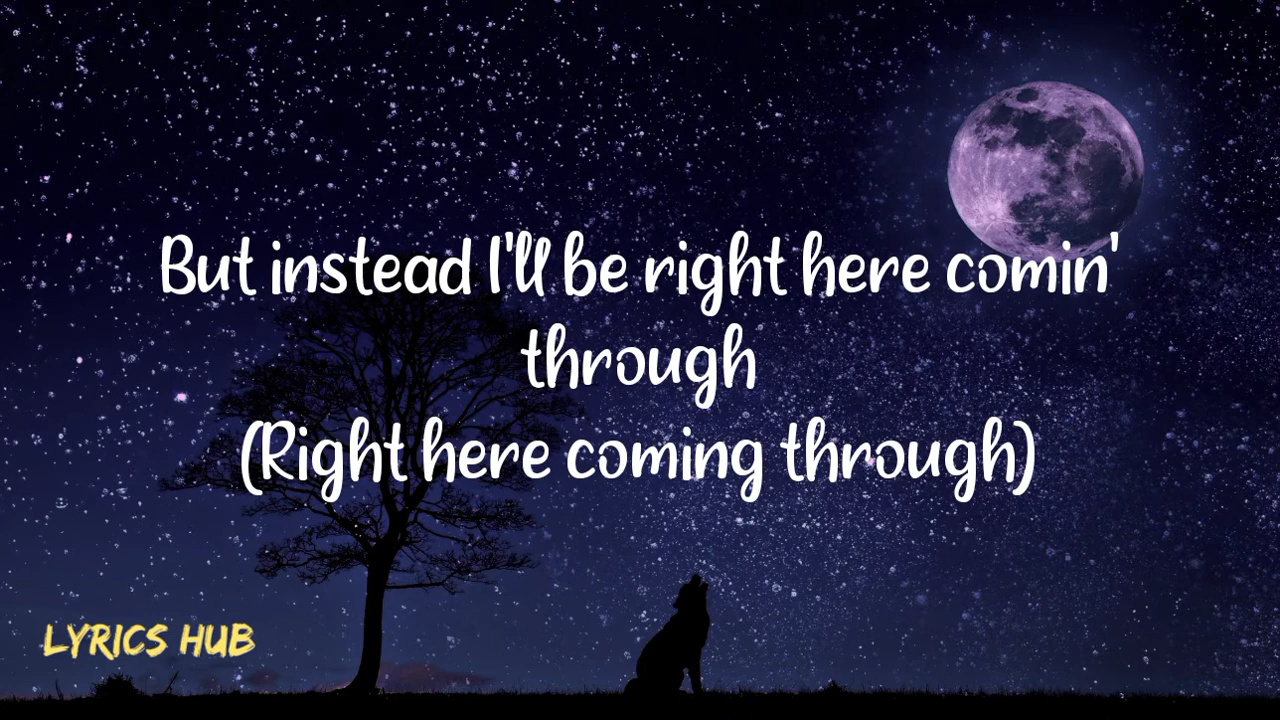 But instead I'll be right here comin'
through
(Right here coming through)
LYRICS HUB